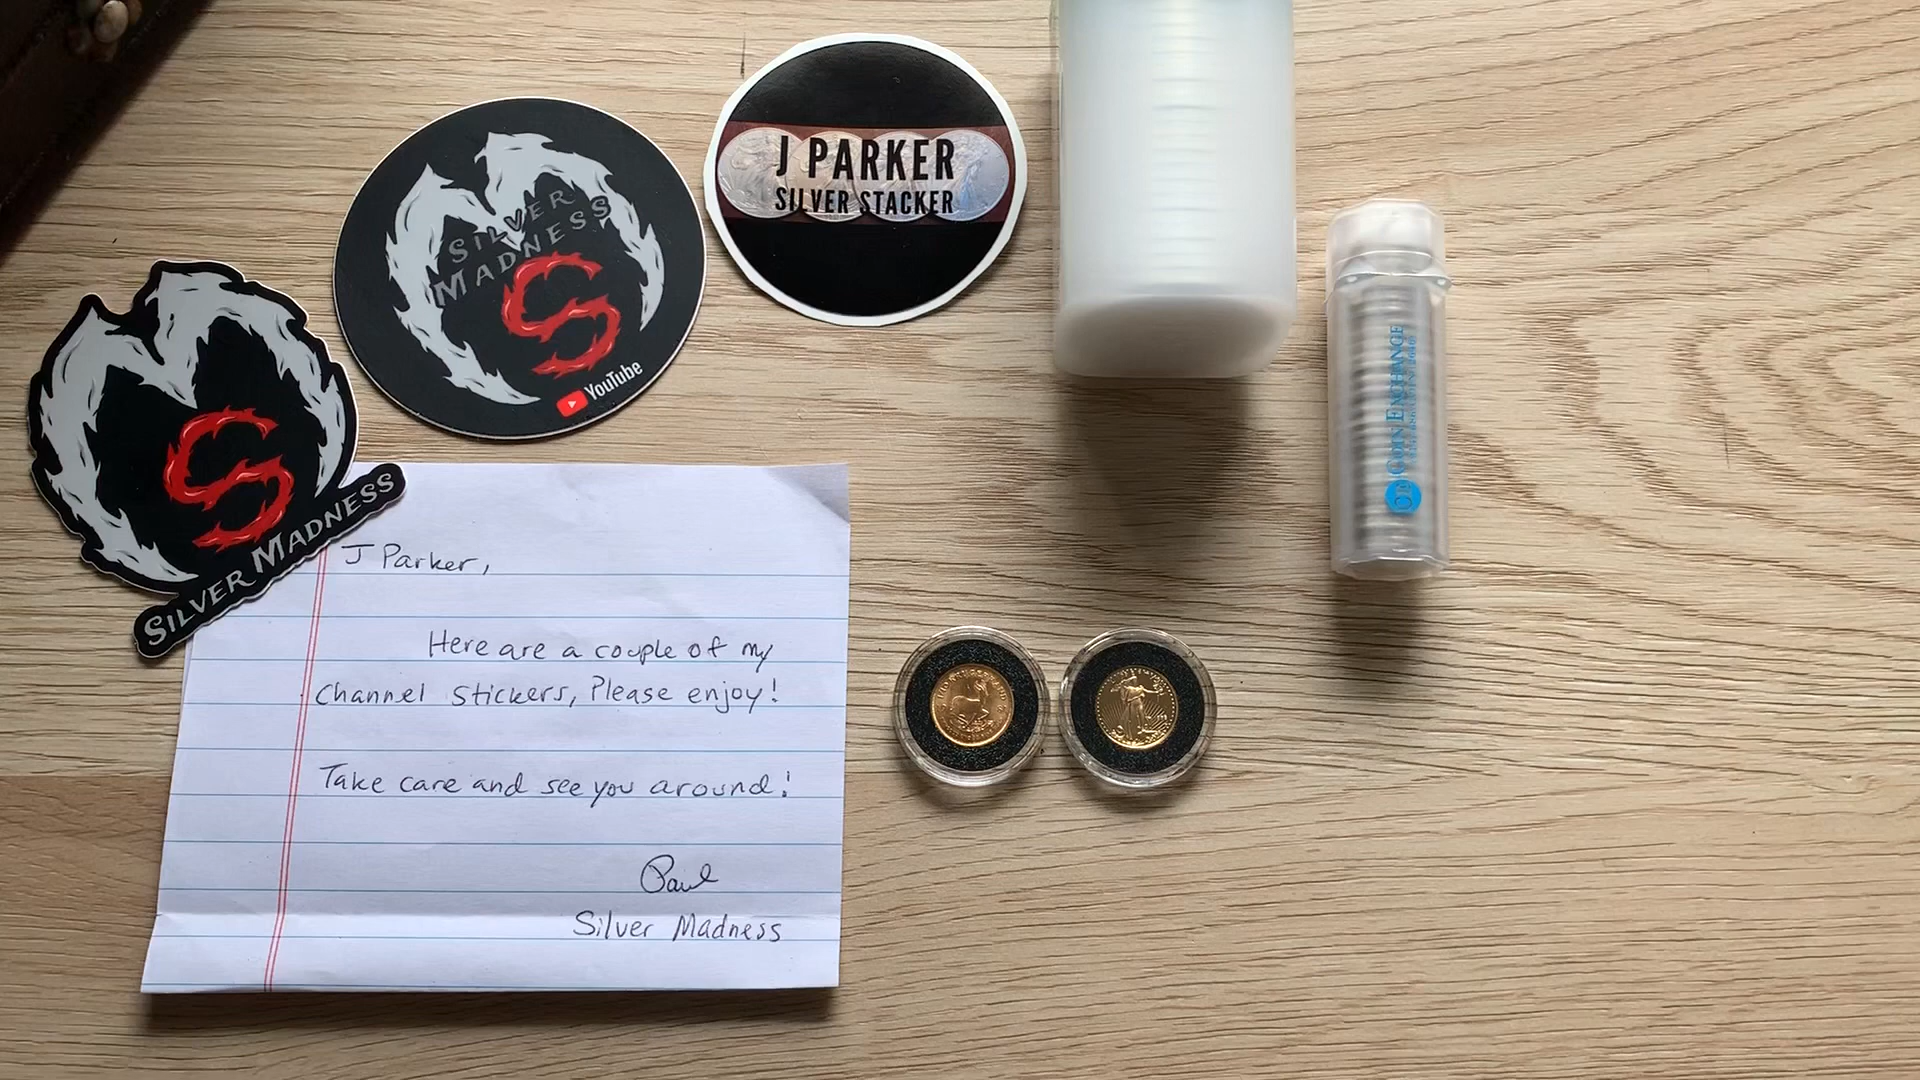 J PARKER
SILVER STACKER
SILVER
MADNESS
S
YouTube
S
SILVER MADNESS
COIN EXCHANGE
J Parker,
Here are a couple of my
Channel Stickers, Please enjoy!
Take care and see you around!
Paul
Silver Madness